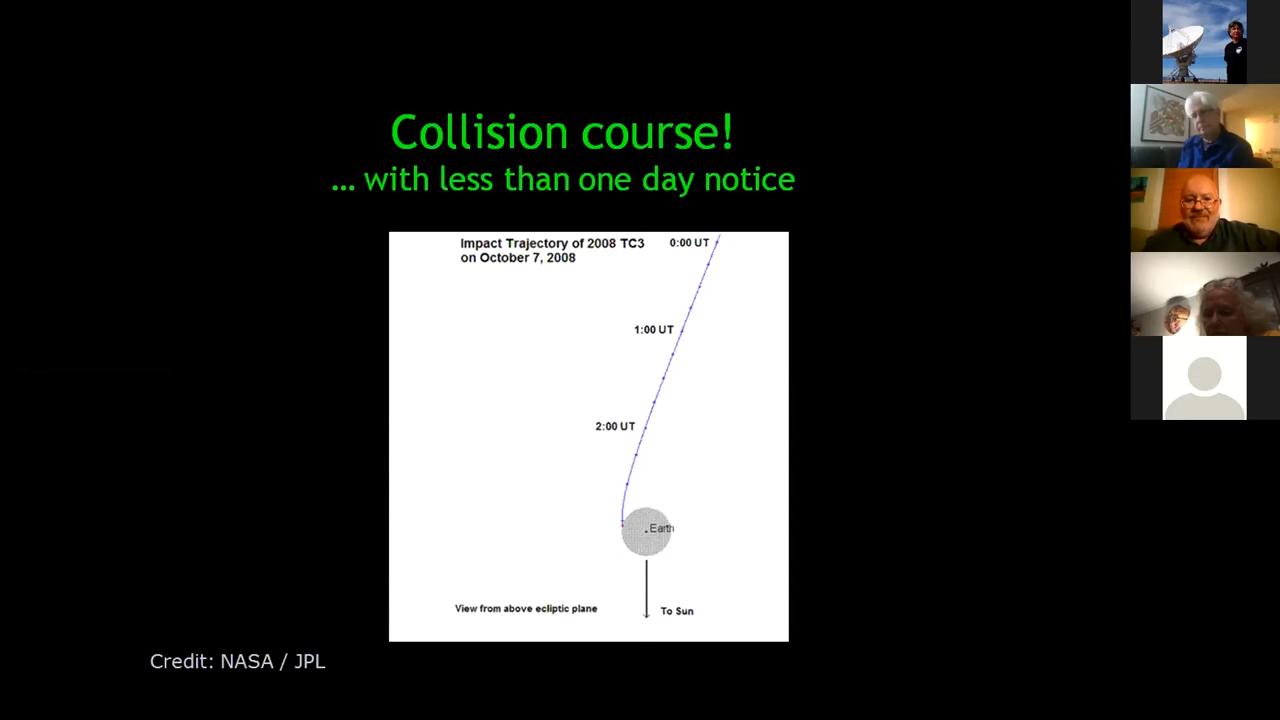 Collision course!
... with less than one day notice
Impact Trajectory of 2008 TC3
on October 7, 2008
0:00 UT
1:00 UT
2:00 UT
Earth
View from above ecliptic plane
To Sun
Credit: NASA / JPL